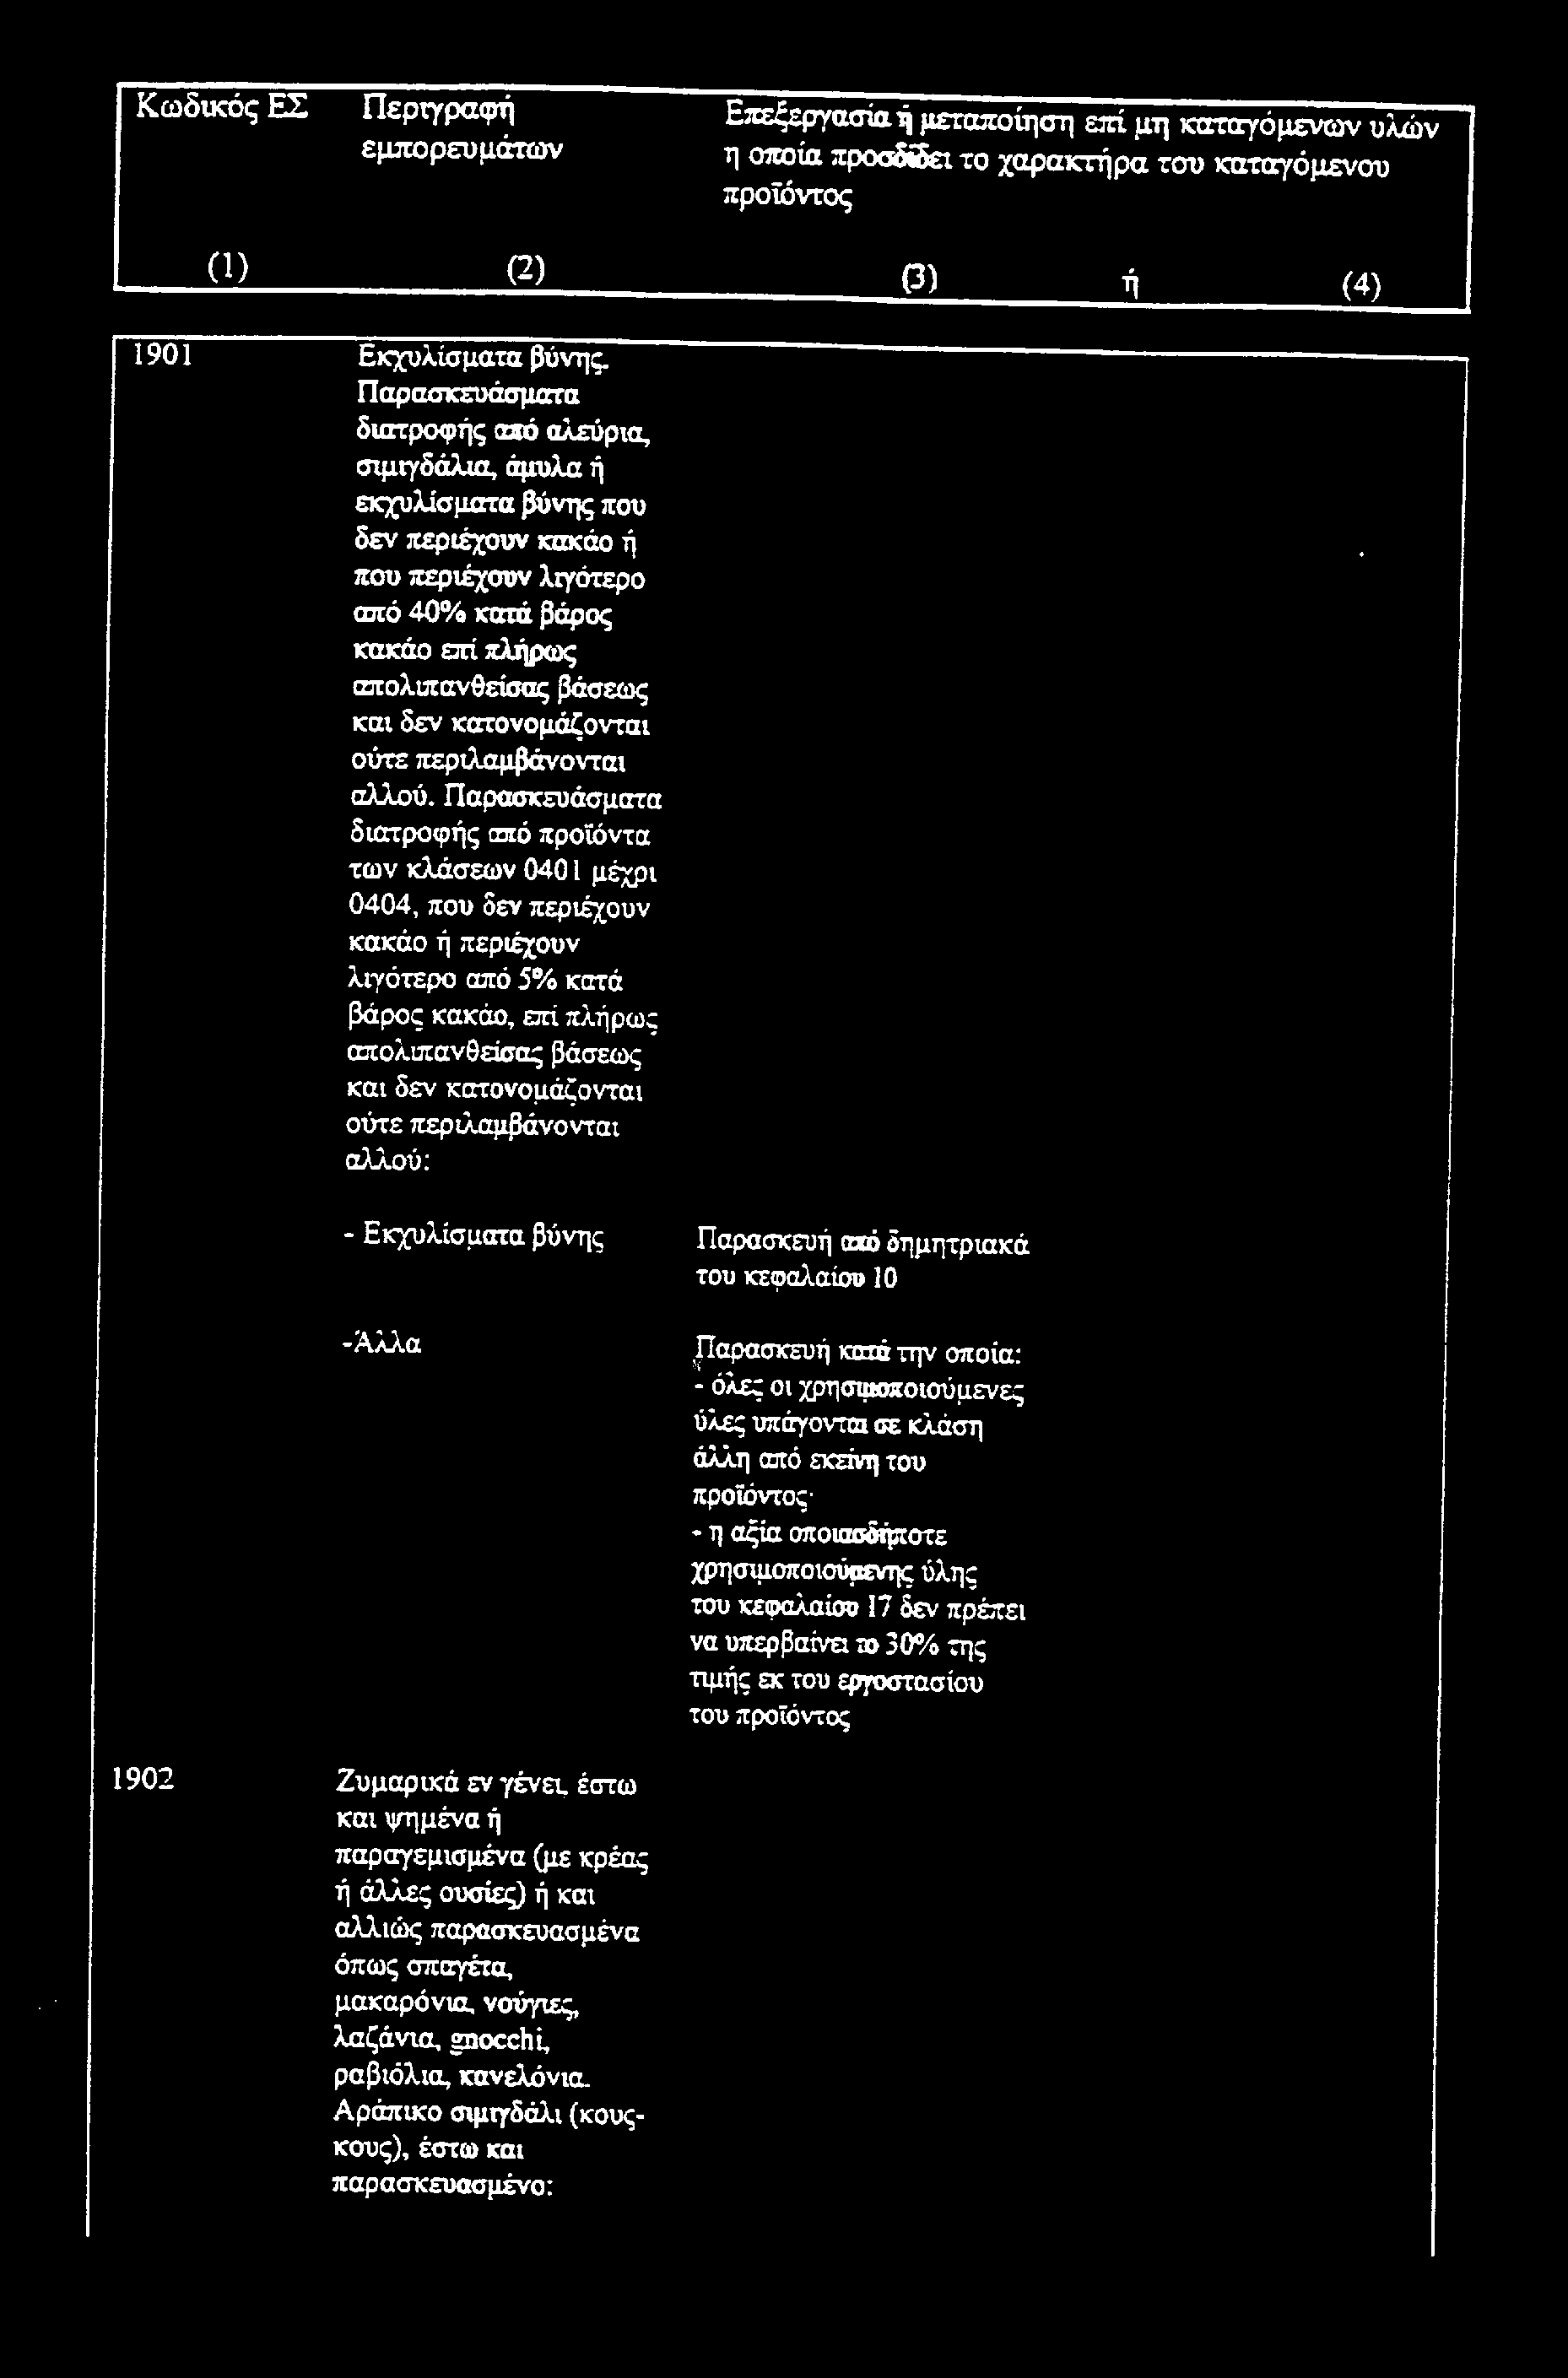 Κωδικός ΕΣ Περιγραφή Επεξεργασία ή μεταποίηση επί μη καταγόμενων υλών
εμπορευμάτων η οποία προσδίδει το χαρακτήρα του καταγόμενου
προϊόντος
(1) (2) (3) ή (4)
1901 Εκχυλίσματα βύνης.
Παρασκευάσματα
διατροφής από αλεύρια,
σιμιγδάλια, άμυλα ή
εκχυλίσματα βύνης που
δεν περιέχουν κακάο ή
που περιέχουν λιγότερο
από 40% κατά βάρος
κακάο επί πλήρως
απολιπανθείσας βάσεως
και δεν κατονομάζονται
ούτε περιλαμβάνονται
αλλού. Παρασκευάσματα
διατροφής από προϊόντα
των κλάσεων 0401 μέχρι
0404, που δεν περιέχουν
κακάο ή περιέχουν
λιγότερο από 5% κατά
βάρος κακάο, επί πλήρως
απολιπανθείσας βάσεως
και δεν κατονομάζονται
ούτε περιλαμβάνονται
αλλού:
- Εκχυλίσματα βύνης Παρασκευή από δημητριακά
του κεφαλαίου 10
-Άλλα Παρασκευή κατά την οποία:
- όλες οι χρησιμοποιούμενες
ύλες υπάγονται σε κλάση
άλλη από εκείνη του
προϊόντος·
- η αξία οποιασδήποτε
χρησιμοποιούμενης ύλης
του κεφαλαίου 17 δεν πρέπει
να υπερβαίνει το 30% της
τιμής εκ του εργοστασίου
του προϊόντος
1902 Ζυμαρικά εν γένει, έστω
και ψημένα ή
παραγεμισμένα (με κρέας
ή άλλες ουσίες) ή και
αλλιώς παρασκευασμένα
όπως σπαγέτα,
μακαρόνια, νούγιες,
λαζάνια, gnocchi,
ραβιόλια, κανελόνια.
Αράπικο σιμιγδάλι (κους-
κους), έστω και
παρασκευασμένο: